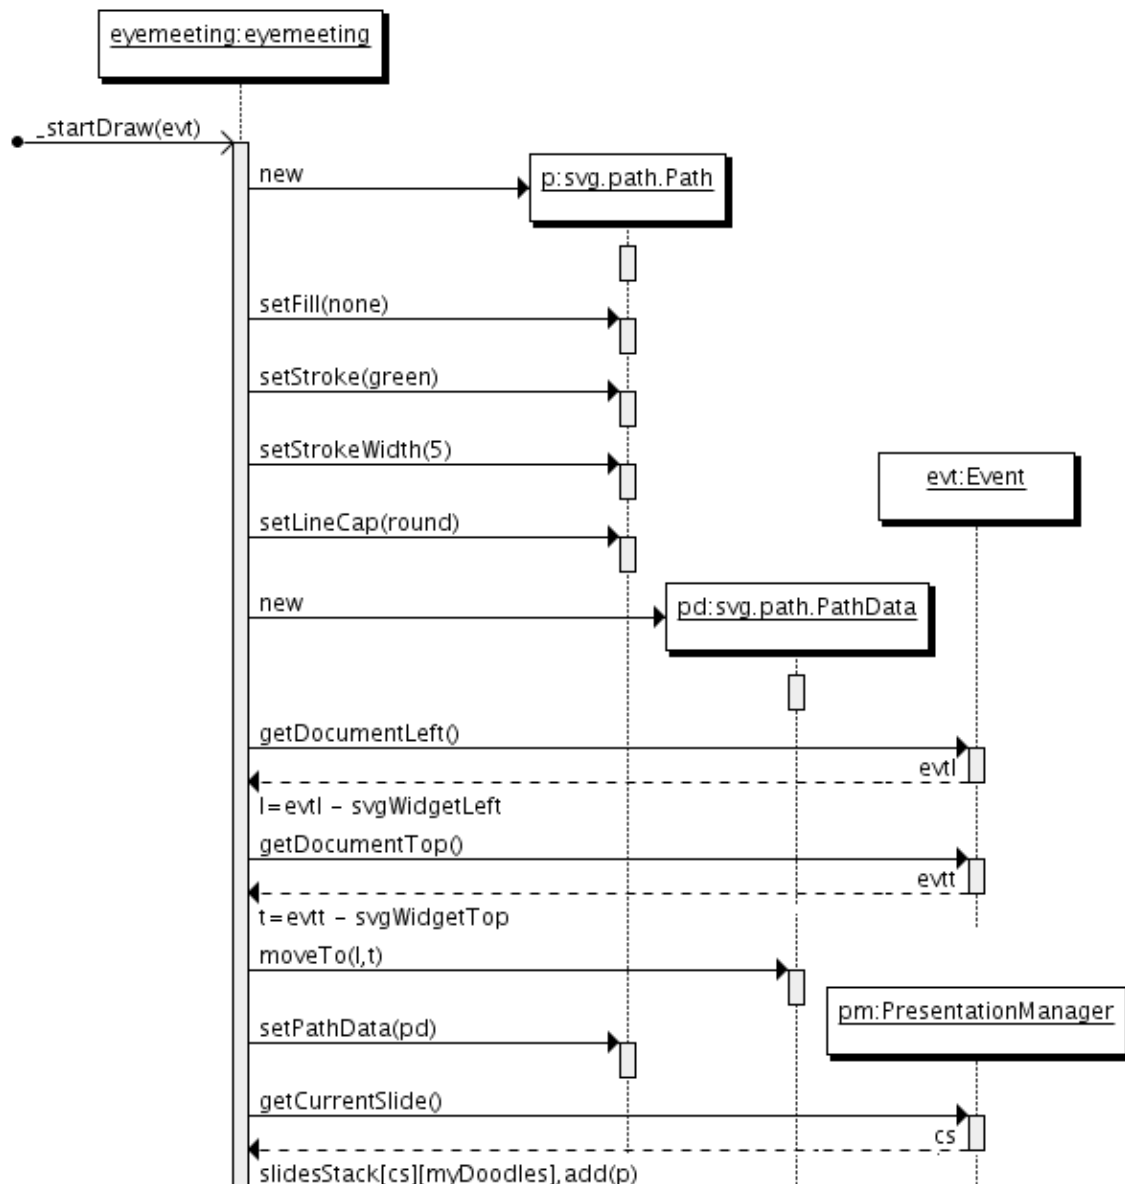 eyemeeting:eyemeeting
_startDraw(evt)
new
p:svg.path.Path
setFill(none)
setStroke(green)
setStrokeWidth(5)
evt:Event
setLineCap(round)
new
pd:svg.path.PathData
getDocumentLeft()
evtl
l=evtl - svgWidgetLeft
getDocumentTop()
evtt
t=evtt - svgWidgetTop
moveTo(l,t)
pm:PresentationManager
setPathData(pd)
getCurrentSlide()
cs
slidesStack[cs][myDoodles],add(p)